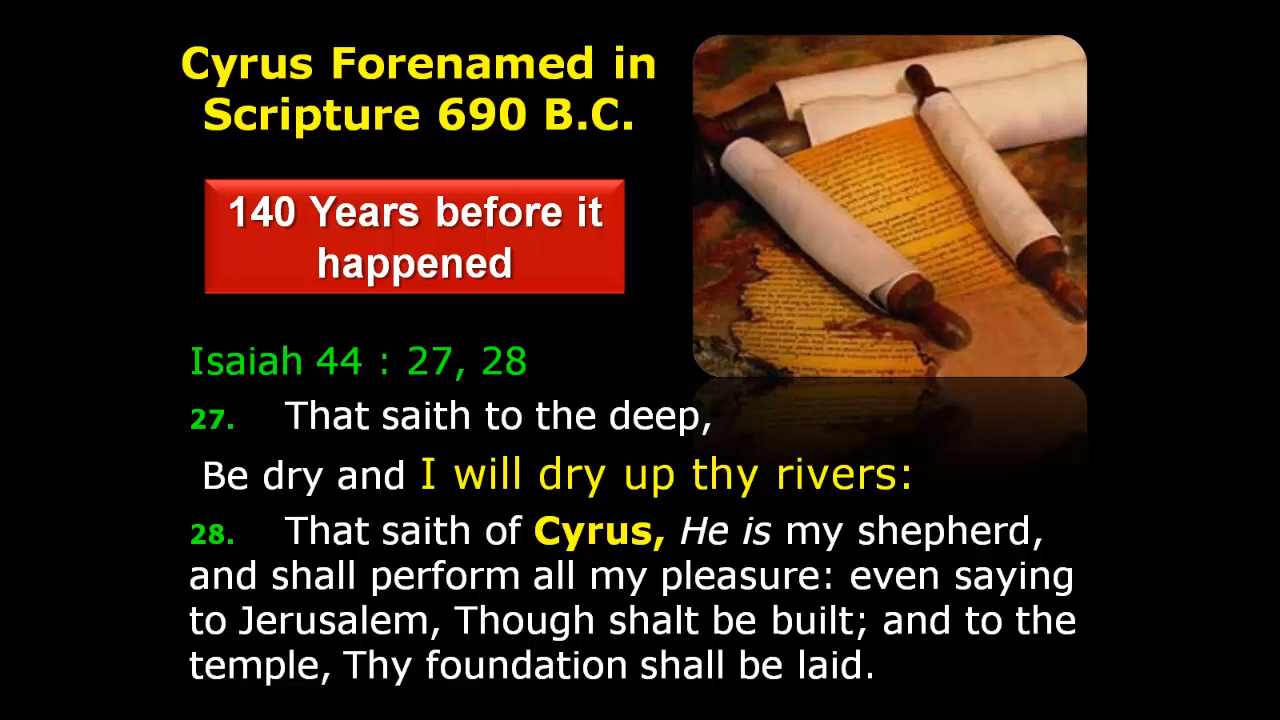 Cyrus Forenamed in
Scripture 690 B.C.
140 Years before it
happened
Isaiah 44 : 27, 28
27. That saith to the deep,
Be dry and I will dry up thy rivers:
28. That saith of Cyrus, He is my shepherd,
and shall perform all my pleasure: even saying
to Jerusalem, Though shalt be built; and to the
temple, Thy foundation shall be laid.